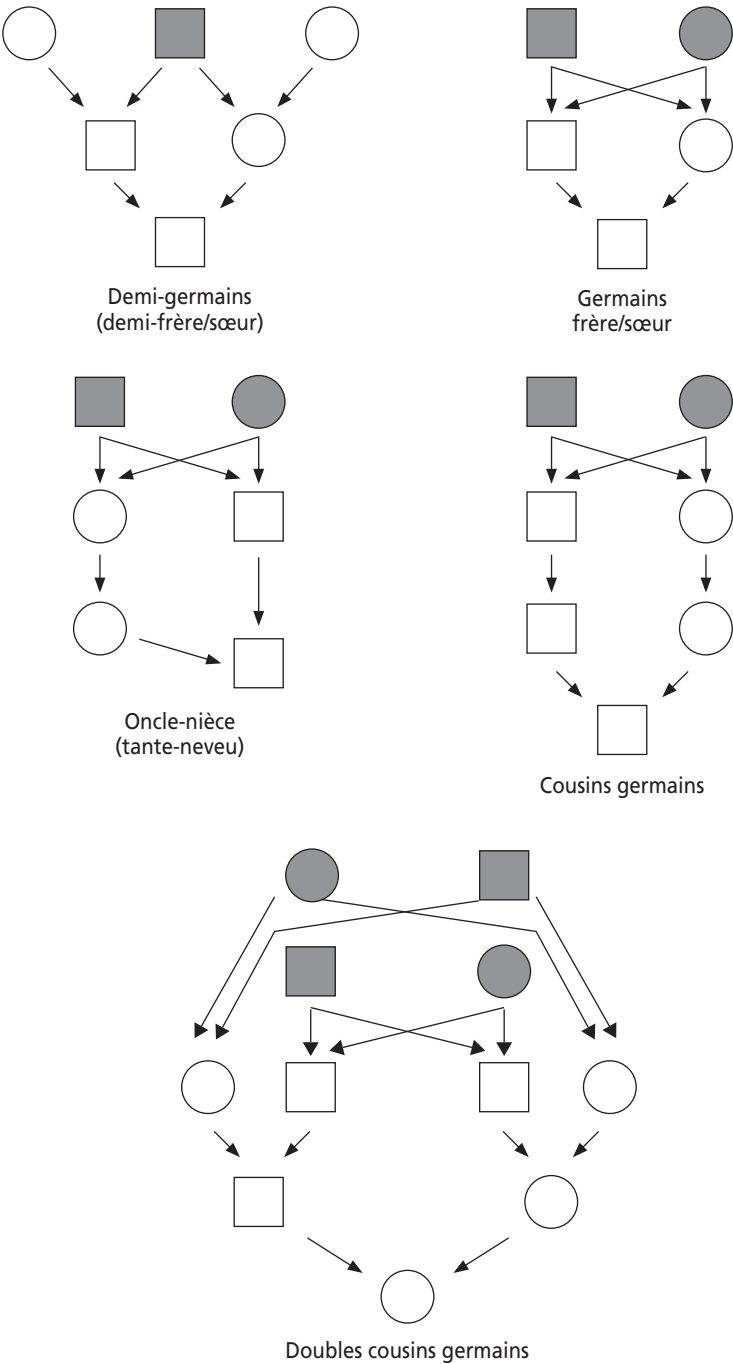 Demi-germains
(demi-frère/sœur)
Germains
frère/sœur
Oncle-nièce
(tante-neveu)
Cousins germains
Doubles cousins germains